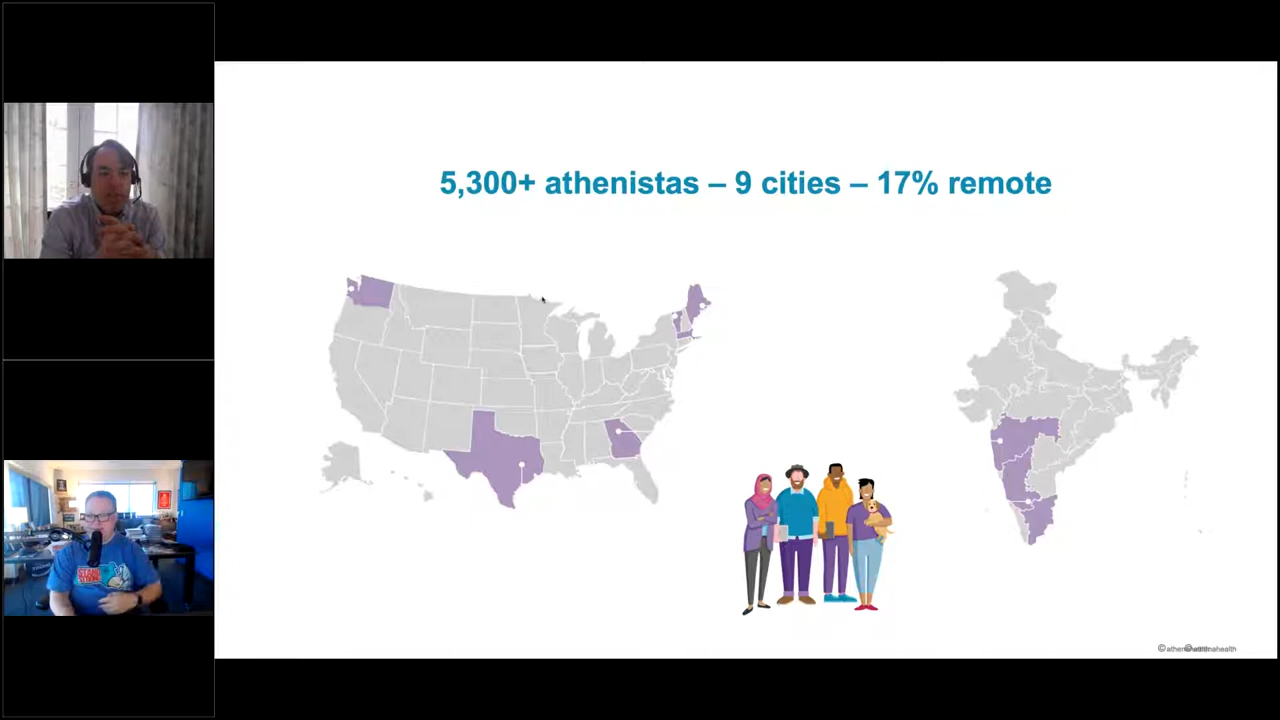 5,300+ athenistas – 9 cities – 17% remote